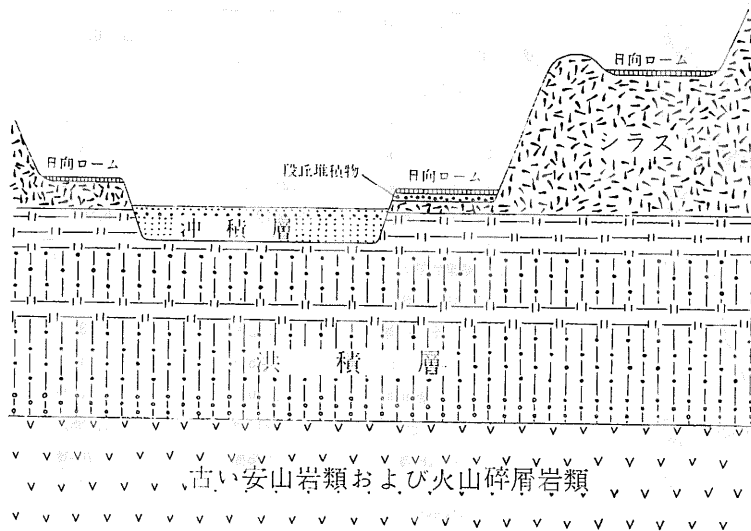 日向ローム
シラス
日向ローム
段丘堆積物
日向ローム
沖積層
洪積層
古い安山岩類および火山砕屑岩類